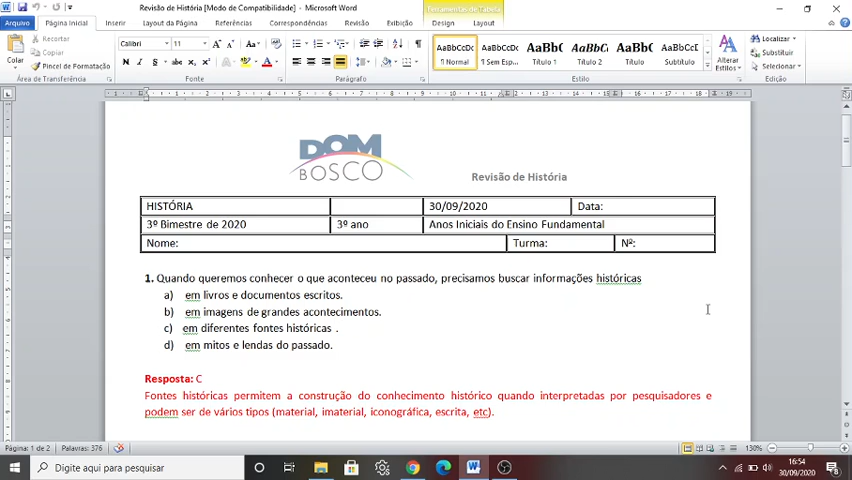 Revisão de História [Modo de Compatibilidade] - Microsoft Word
Ferramentas de Tabela
Arquivo Página Inicial Inserir Layout da Página Referências Correspondências Revisão Exibição Design Layout
Colar
Recortar
Copiar
Pincel de Formatação
Área de Transferência
Calibri 11
Fonte
Parágrafo
AaBbCcDc AaBbCcDc AaBbC AaBbCc AaBbC AaBbCcD
¶ Normal ¶ Sem Esp... Título 1 Título 2 Título Subtítulo
Alterar Estilos
Estilo
Localizar
Substituir
Selecionar
Edição
DOM
BOSCO
Revisão de História
HISTÓRIA 30/09/2020 Data:
3º Bimestre de 2020 3º ano Anos Iniciais do Ensino Fundamental
Nome: Turma: Nº:
1. Quando queremos conhecer o que aconteceu no passado, precisamos buscar informações históricas
a) em livros e documentos escritos.
b) em imagens de grandes acontecimentos.
c) em diferentes fontes históricas .
d) em mitos e lendas do passado.
Resposta: C
Fontes históricas permitem a construção do conhecimento histórico quando interpretadas por pesquisadores e
podem ser de vários tipos (material, imaterial, iconográfica, escrita, etc).
Página: 1 de 2 Palavras: 376 130%
Digite aqui para pesquisar
16:54
30/09/2020